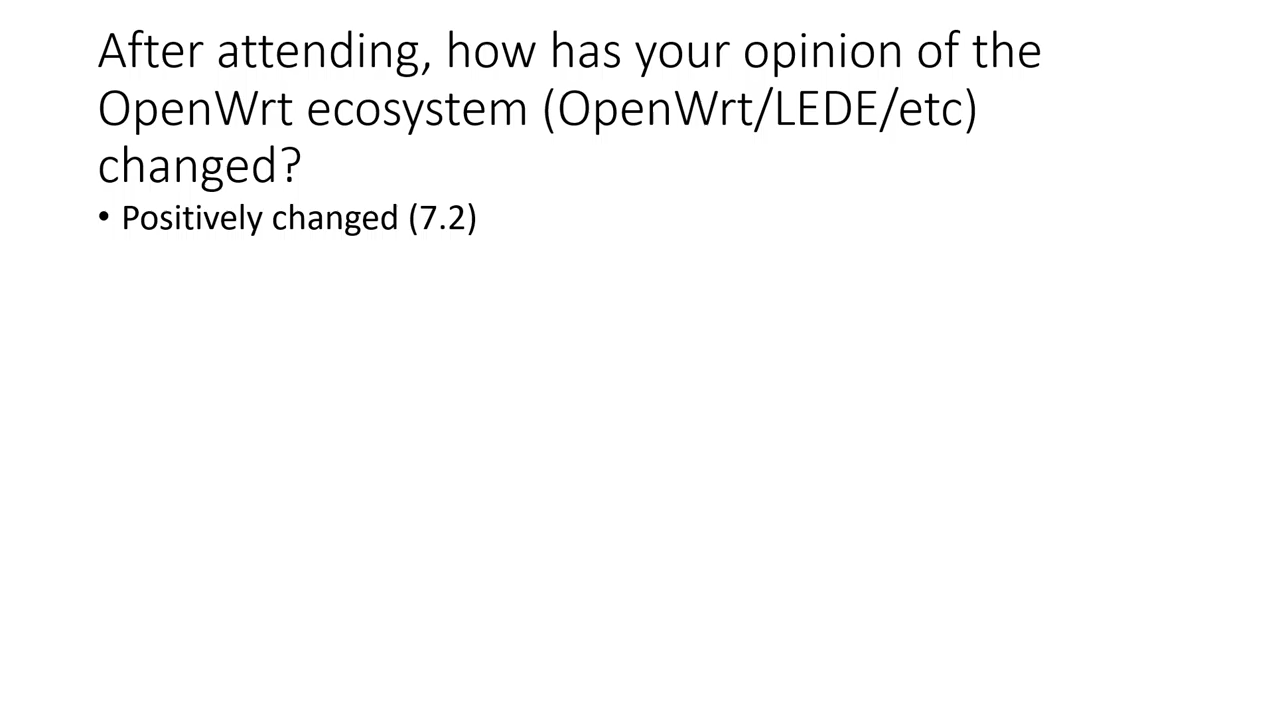 After attending, how has your opinion of the
OpenWrt ecosystem (OpenWrt/LEDE/etc)
changed?
• Positively changed (7.2)